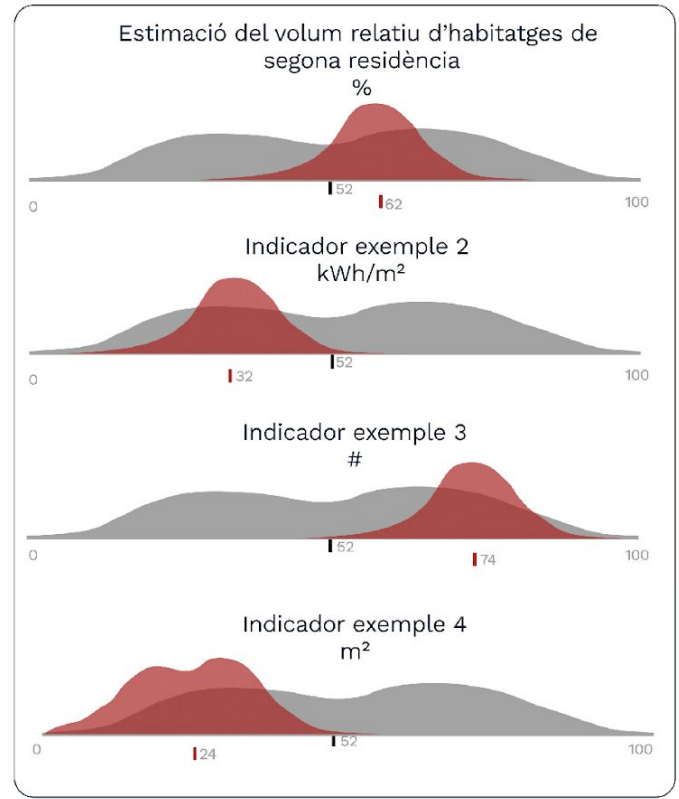 Estimació del volum relatiu d'habitatges de
segona residència
%
52
0
62
100
Indicador exemple 2
kWh/m²
52
0
32
100
Indicador exemple 3
#
52
0
74
100
Indicador exemple 4
m²
52
0
24
100